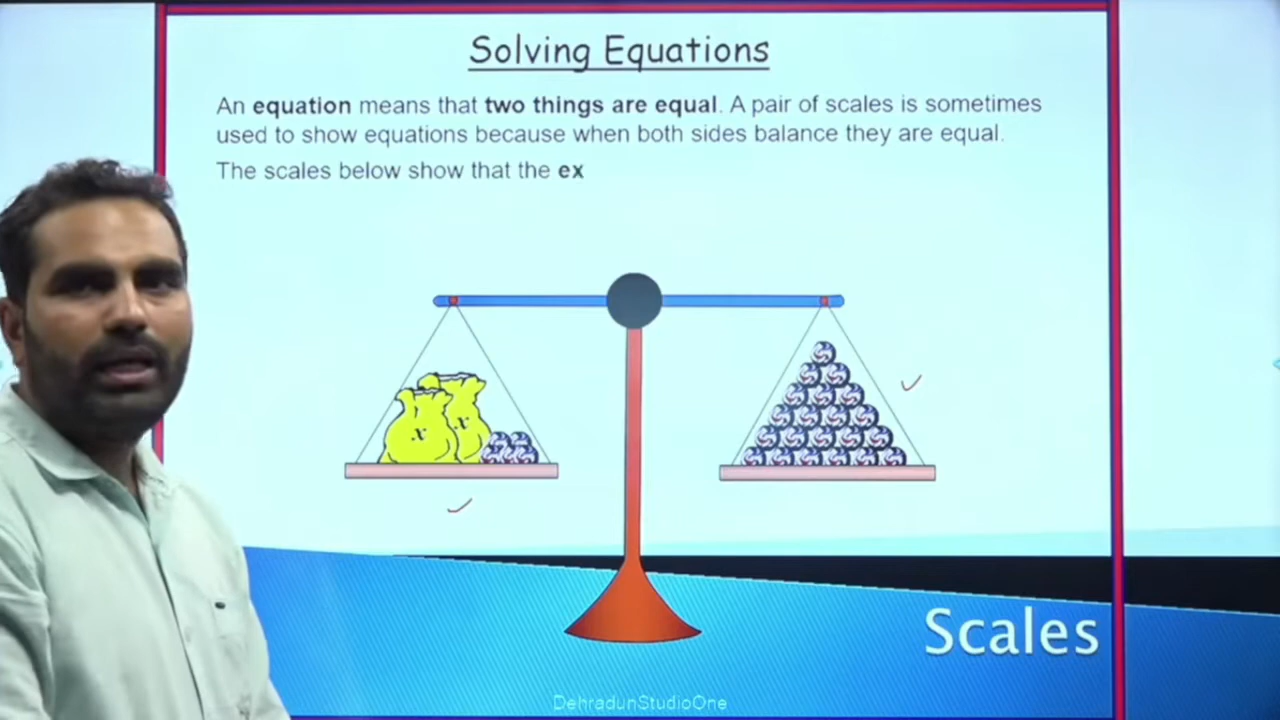 Solving Equations
An equation means that two things are equal. A pair of scales is sometimes
used to show equations because when both sides balance they are equal.
The scales below show that the ex
x
x
Scales
DehradunStudioOne